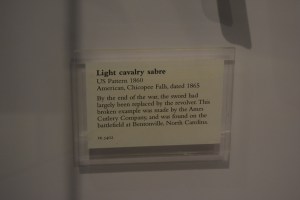 Light cavalry sabre
US Pattern 1860
American, Chicopee Falls, dated 1863
By the end of the war, the sword had
largely been replaced by the revolver. This
broken example was made by the Ames
Cutlery Company, and was found on the
battlefield at Bentonville, North Carolina.